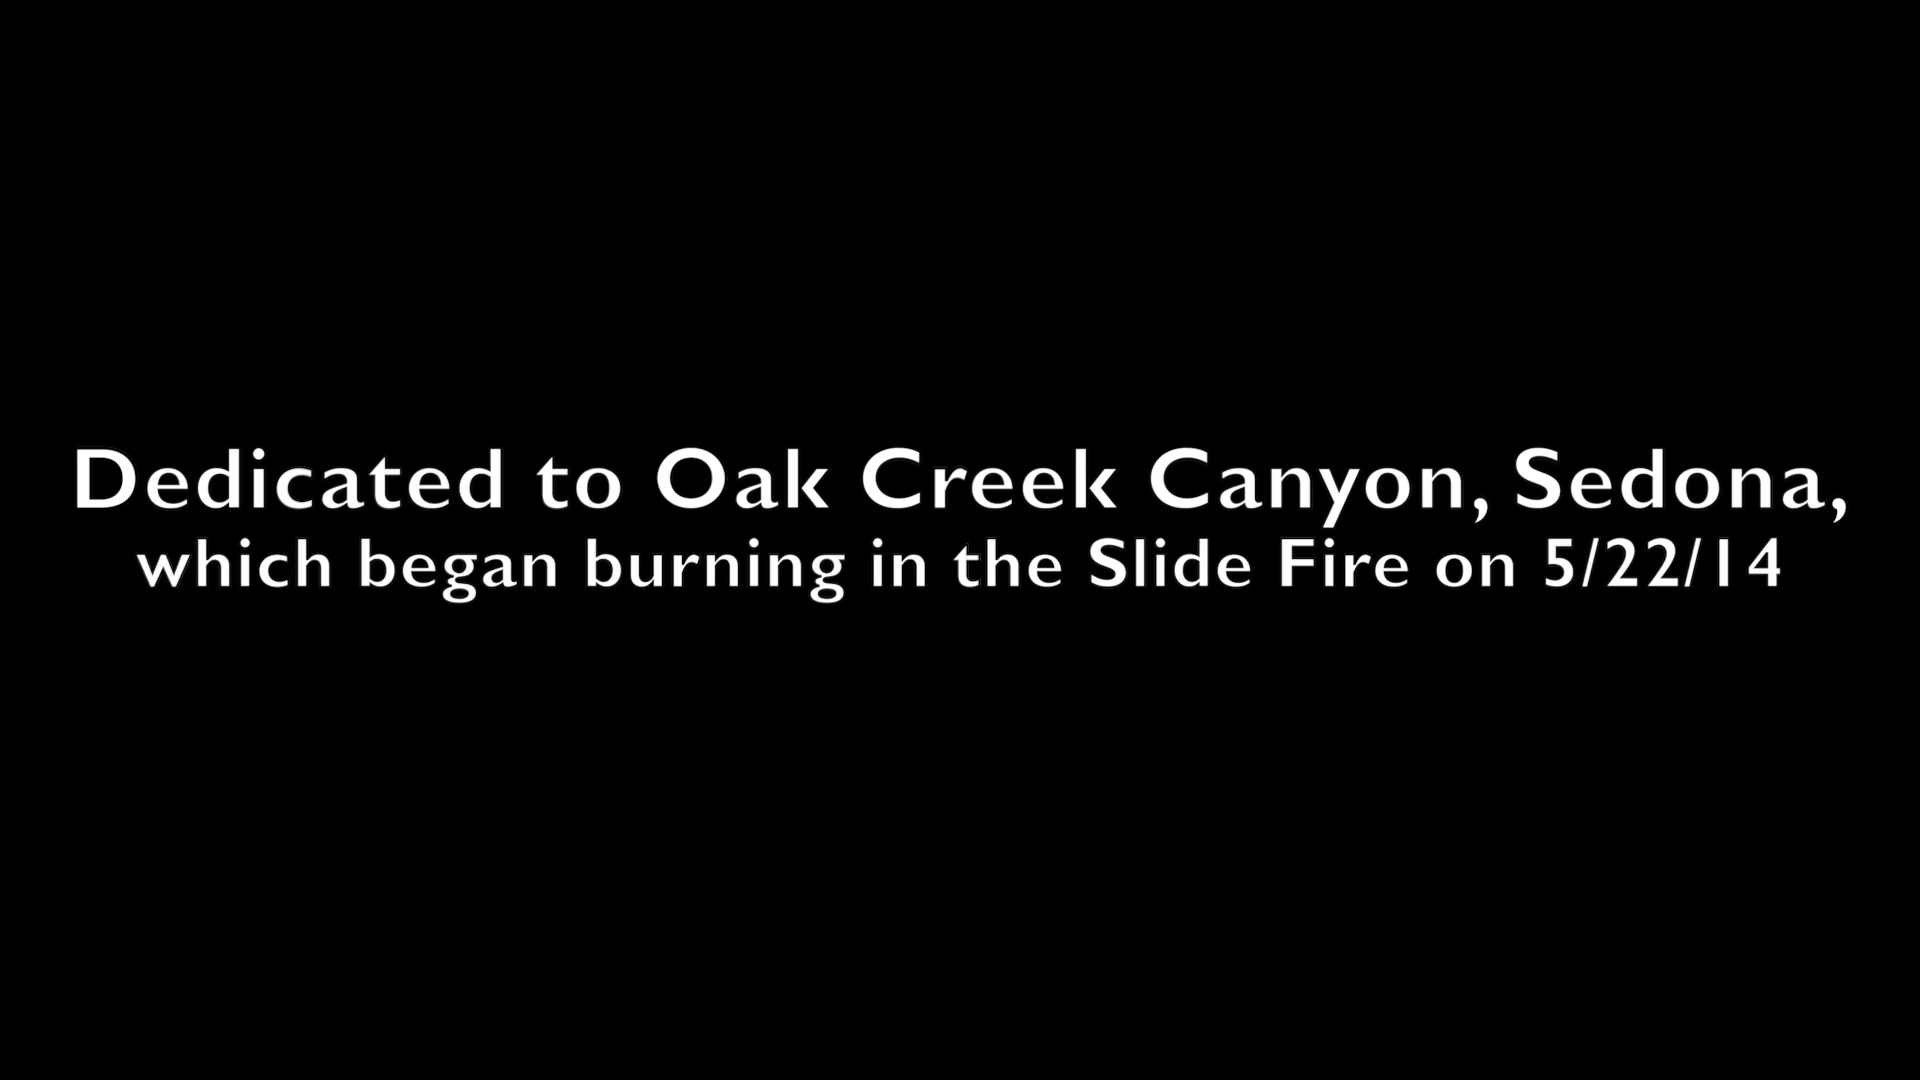 Dedicated to Oak Creek Canyon, Sedona,
which began burning in the Slide Fire on 5/22/14